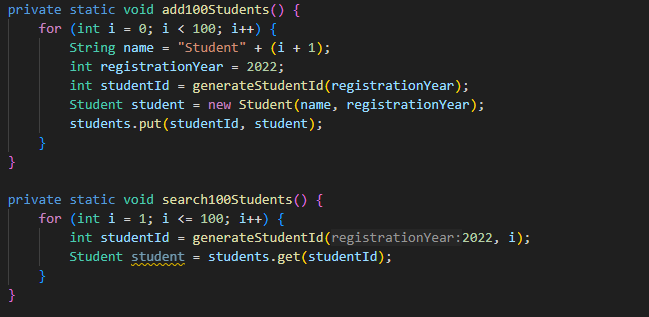 private static void add100Students() {
for (int i = 0; i < 100; i++) {
String name = "Student" + (i + 1);
int registrationYear = 2022;
int studentId = generateStudentId(registrationYear);
Student student = new Student(name, registrationYear);
students.put(studentId, student);
}
}
private static void search100Students() {
for (int i = 1; i <= 100; i++) {
int studentId = generateStudentId(registrationYear:2022, i);
Student student = students.get(studentId);
}
}